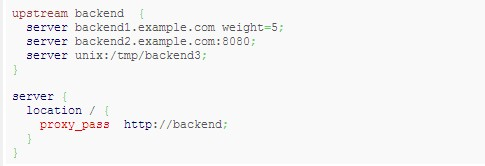 upstream backend  {
  server backend1.example.com weight=5;
  server backend2.example.com:8080;
  server unix:/tmp/backend3;
}

server {
  location / {
    proxy_pass  http://backend;
  }
}